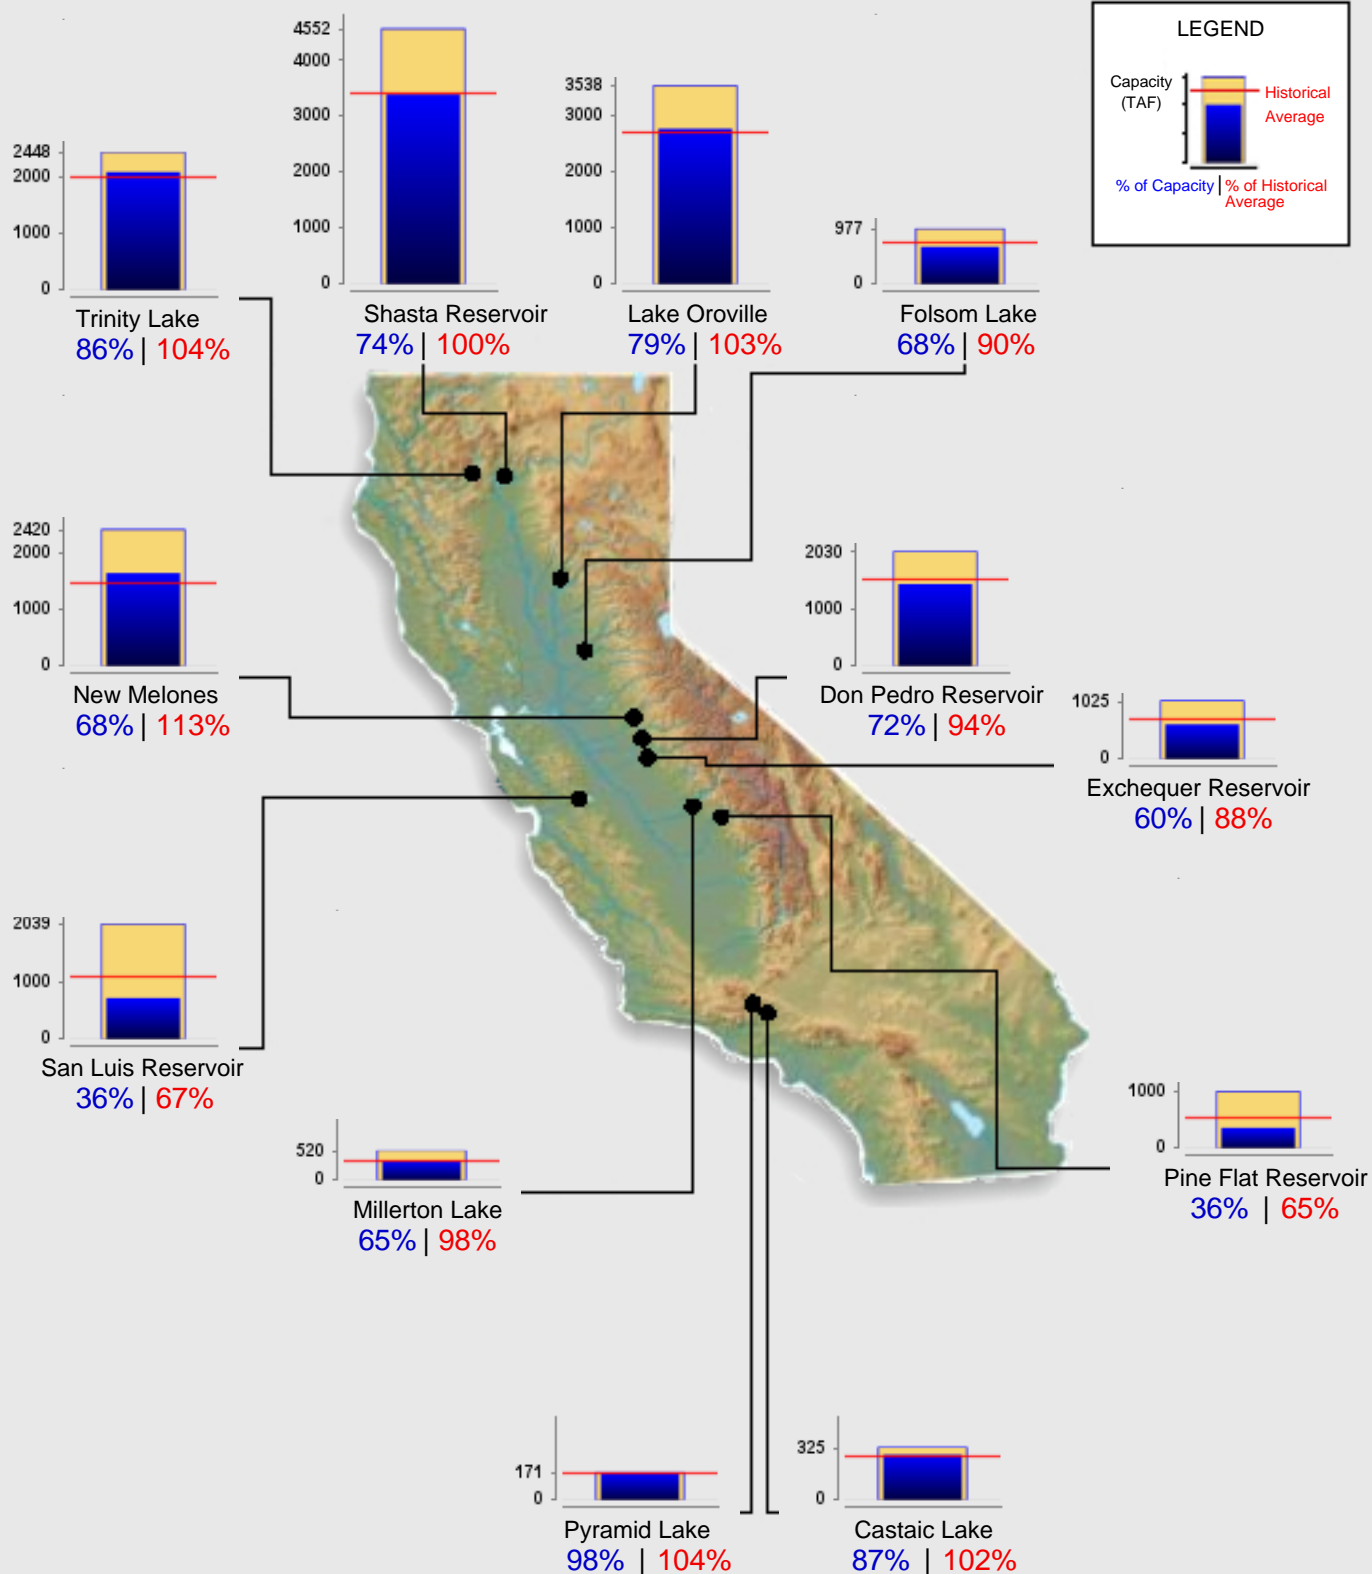 LEGEND
Capacity
(TAF)
Historical
Average
% of Capacity | % of Historical
Average
4552
4000
3000
2000
1000
0
Shasta Reservoir
74% | 100%
3538
3000
2000
1000
0
Lake Oroville
79% | 103%
2448
2000
1000
0
Trinity Lake
86% | 104%
977
0
Folsom Lake
68% | 90%
2420
2000
1000
0
New Melones
68% | 113%
2030
1000
0
Don Pedro Reservoir
72% | 94%
1025
0
Exchequer Reservoir
60% | 88%
2039
1000
0
San Luis Reservoir
36% | 67%
520
0
Millerton Lake
65% | 98%
1000
0
Pine Flat Reservoir
36% | 65%
171
0
Pyramid Lake
98% | 104%
325
0
Castaic Lake
87% | 102%